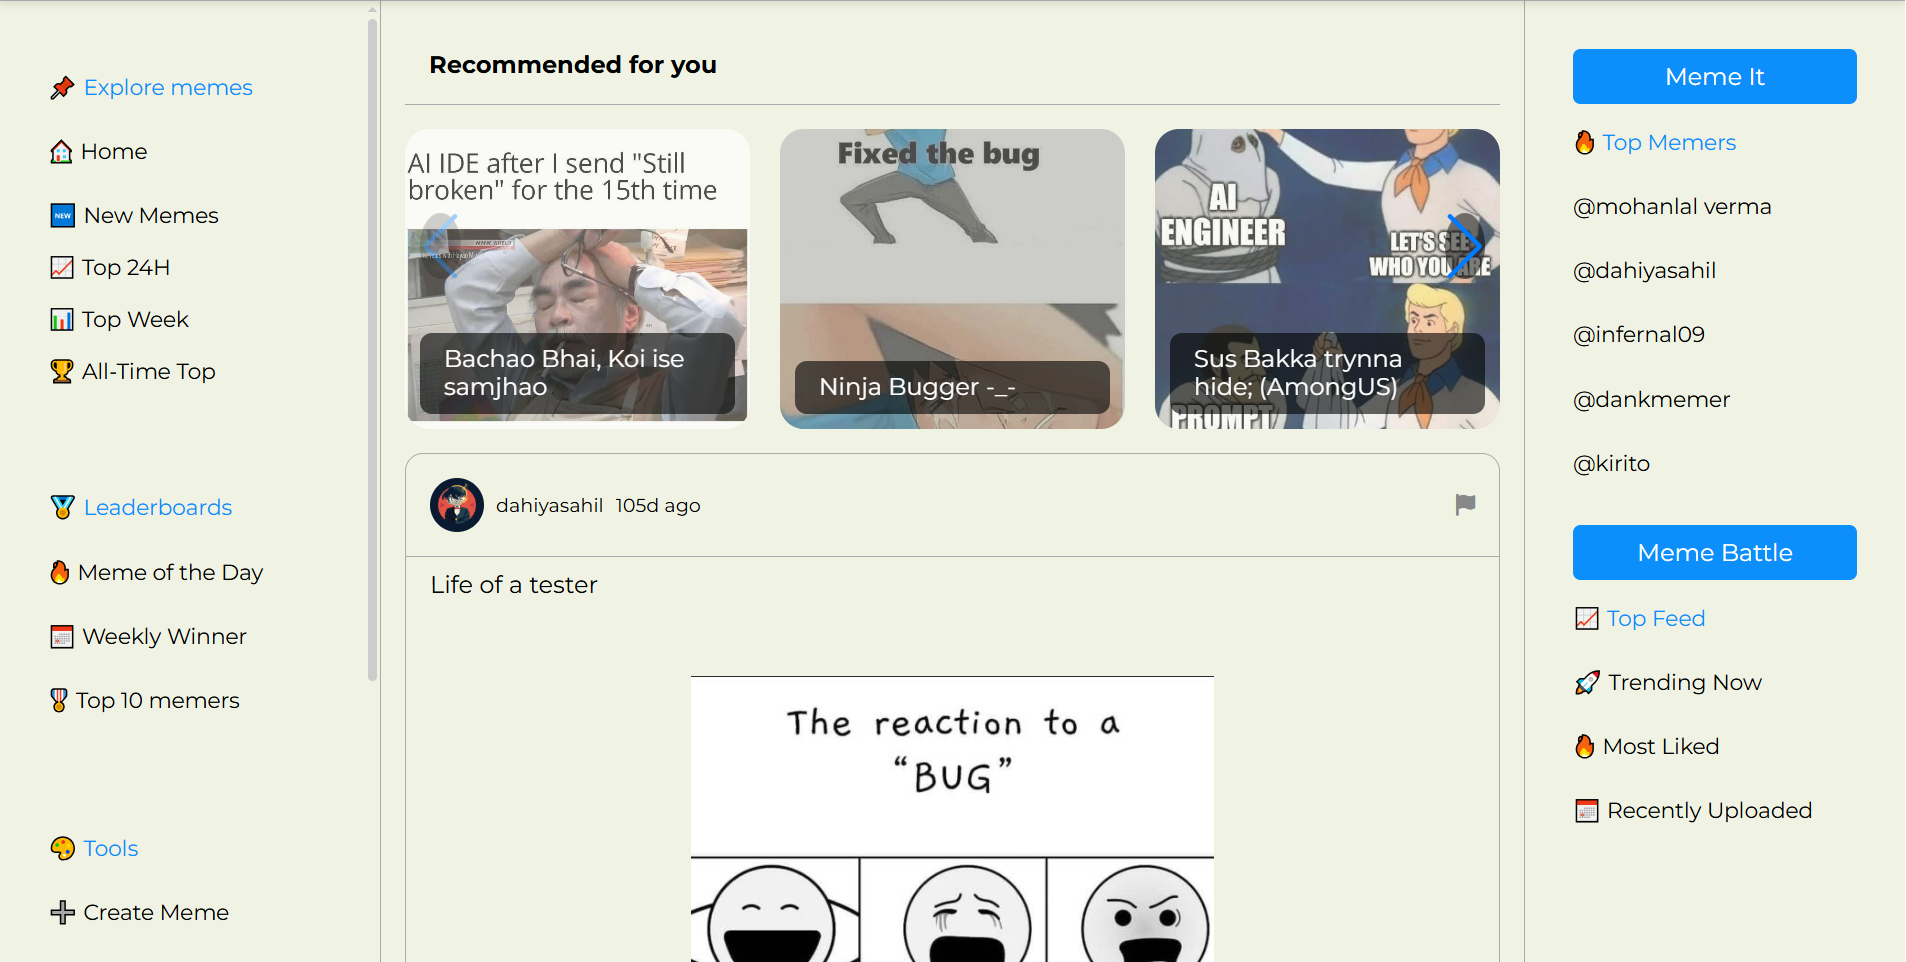 Explore memes
Home
New Memes
Top 24H
Top Week
All-Time Top
Leaderboards
Meme of the Day
Weekly Winner
Top 10 memers
Tools
Create Meme
Recommended for you
AI IDE after I send "Still
broken" for the 15th time
Bachao Bhai, Koi ise
samjhao
Fixed the bug
Ninja Bugger -_-
AI
ENGINEER
LET'S SEE
WHO YOU ARE
Sus Bakka trynna
hide; (AmongUS)
PROMPT
dahiyasahil 105d ago
Life of a tester
The reaction to a
“BUG”
Meme It
Top Memers
@mohanlal verma
@dahiyasahil
@infernal09
@dankmemer
@kirito
Meme Battle
Top Feed
Trending Now
Most Liked
Recently Uploaded